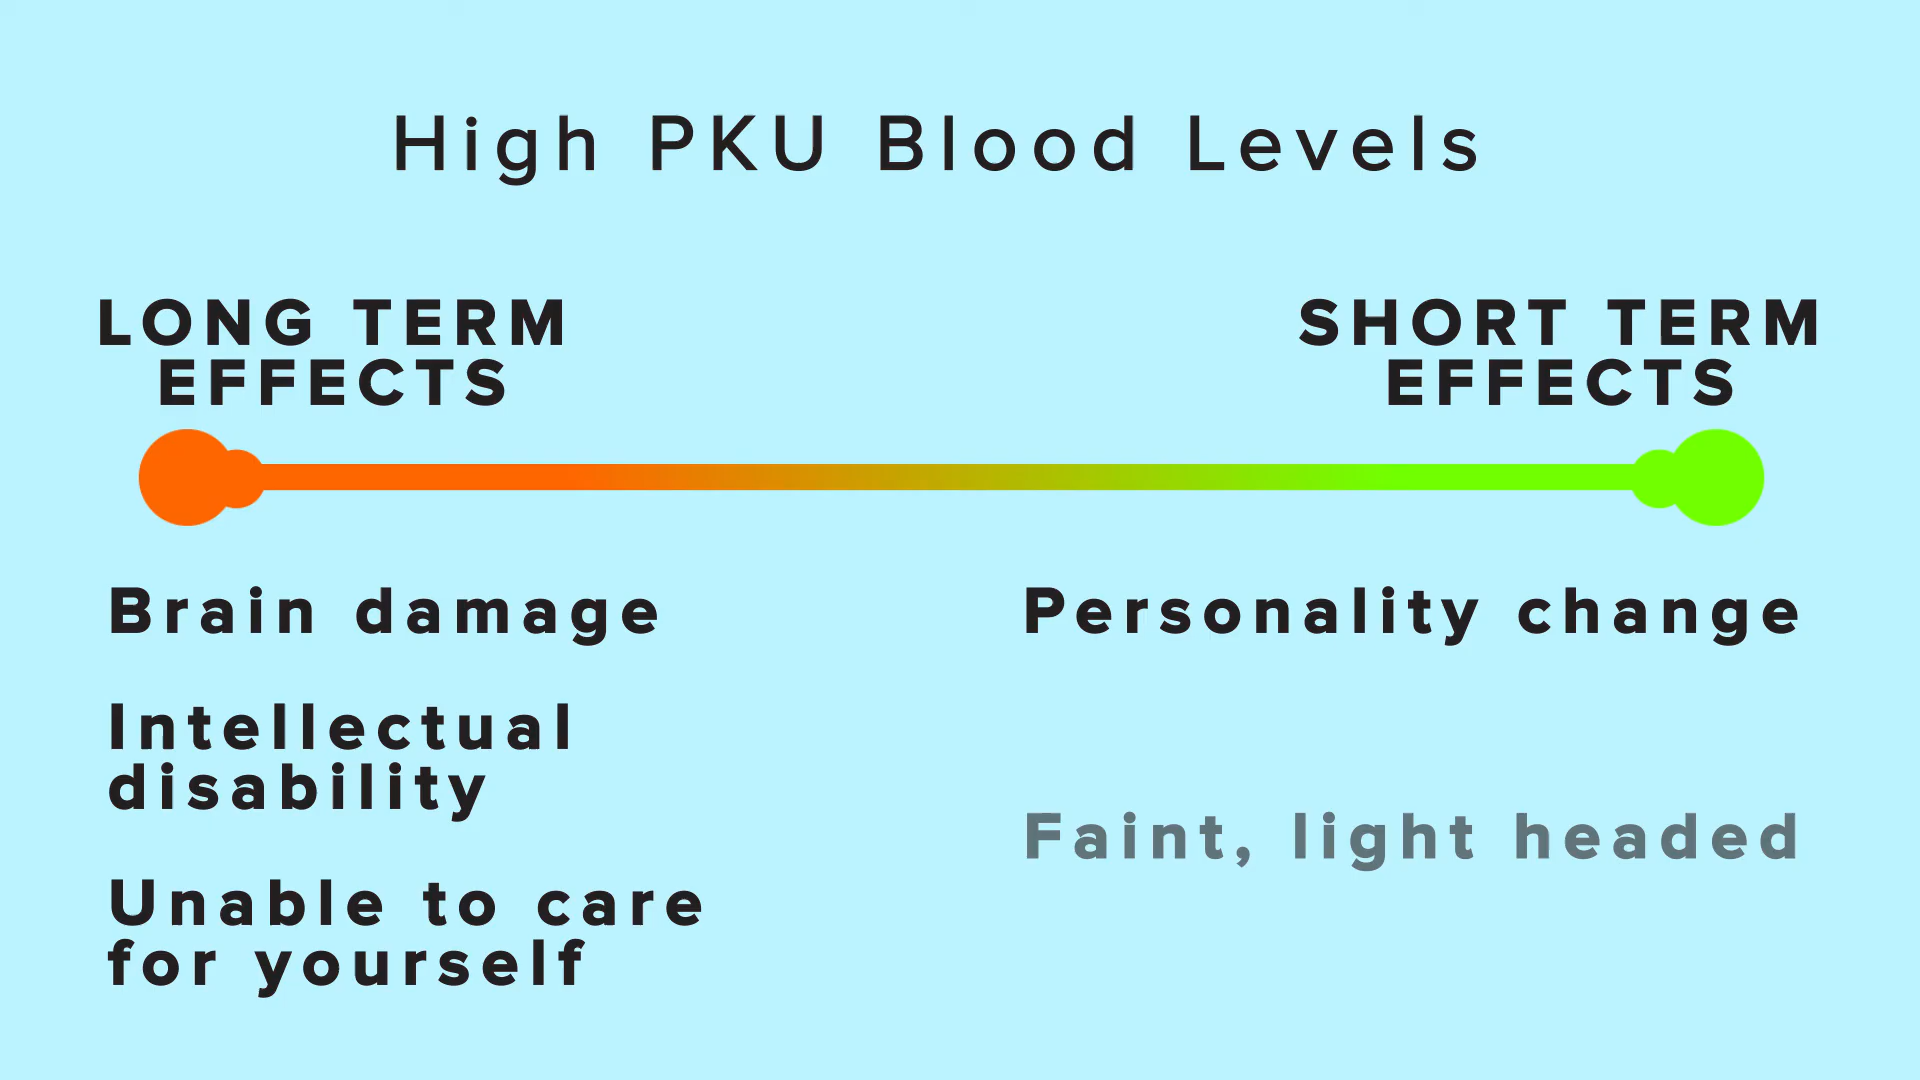 High PKU Blood Levels
LONG TERM
EFFECTS
SHORT TERM
EFFECTS
Brain damage
Intellectual
disability
Unable to care
for yourself
Personality change
Faint, light headed